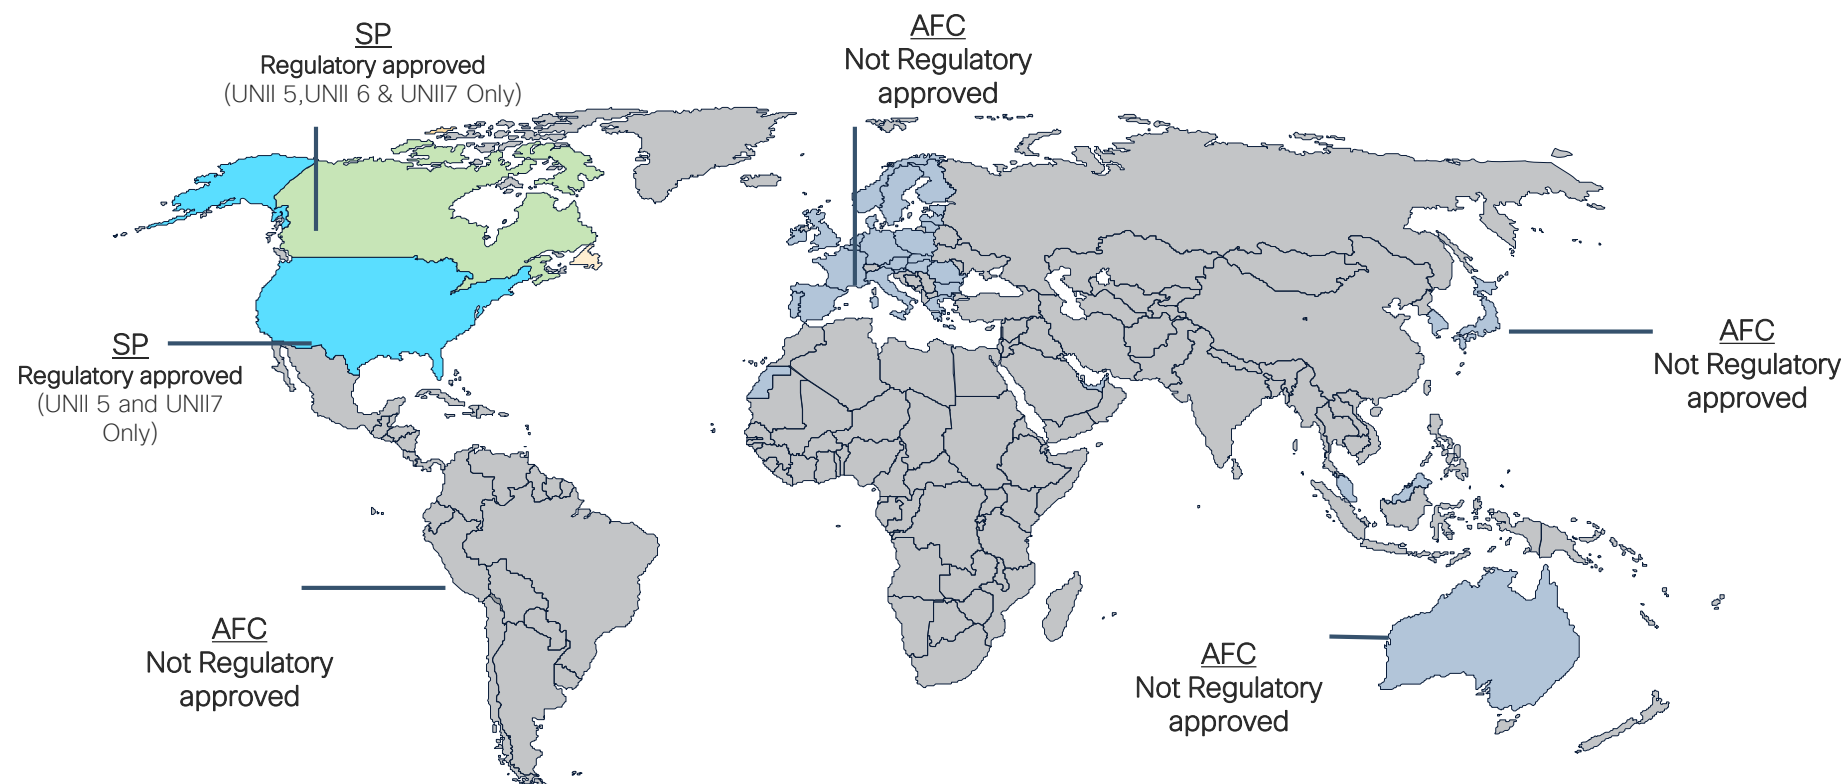 SP
Regulatory approved
(UNII 5,UNII 6 & UNII7 Only)
AFC
Not Regulatory
approved
SP
Regulatory approved
(UNII 5 and UNII7
Only)
AFC
Not Regulatory
approved
AFC
Not Regulatory
approved
AFC
Not Regulatory
approved